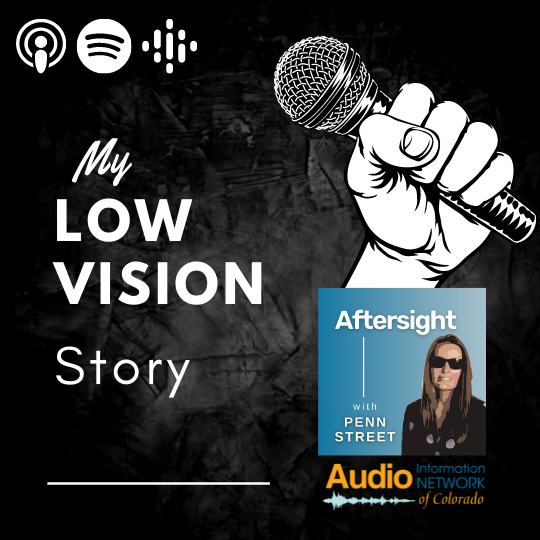 My
LOW
VISION
Story
Aftersight
with
PENN
STREET
Audio Information
NETWORK
of Colorado